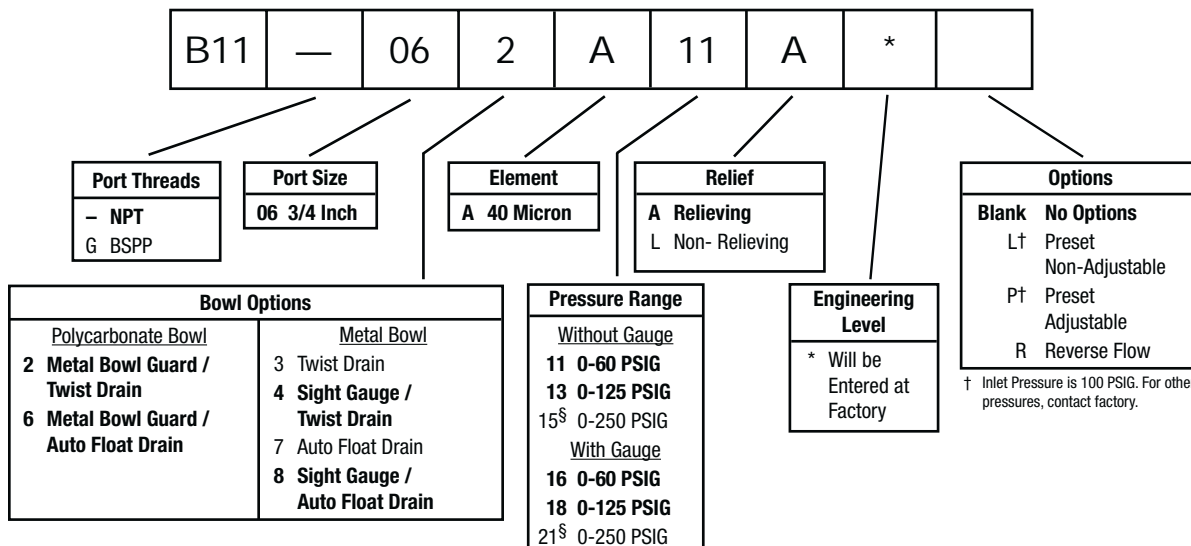 B11 — 06 2 A 11 A *
Port Threads
– NPT
G BSPP
Port Size
06 3/4 Inch
Element
A 40 Micron
Relief
A Relieving
L Non- Relieving
Options
Blank No Options
L† Preset
Non-Adjustable
P† Preset
Adjustable
R Reverse Flow
† Inlet Pressure is 100 PSIG. For othe
pressures, contact factory.
Bowl Options
Polycarbonate Bowl
2 Metal Bowl Guard /
Twist Drain
6 Metal Bowl Guard /
Auto Float Drain
Metal Bowl
3 Twist Drain
4 Sight Gauge /
Twist Drain
7 Auto Float Drain
8 Sight Gauge /
Auto Float Drain
Pressure Range
Without Gauge
11 0-60 PSIG
13 0-125 PSIG
15§ 0-250 PSIG
With Gauge
16 0-60 PSIG
18 0-125 PSIG
21§ 0-250 PSIG
Engineering
Level
* Will be
Entered at
Factory